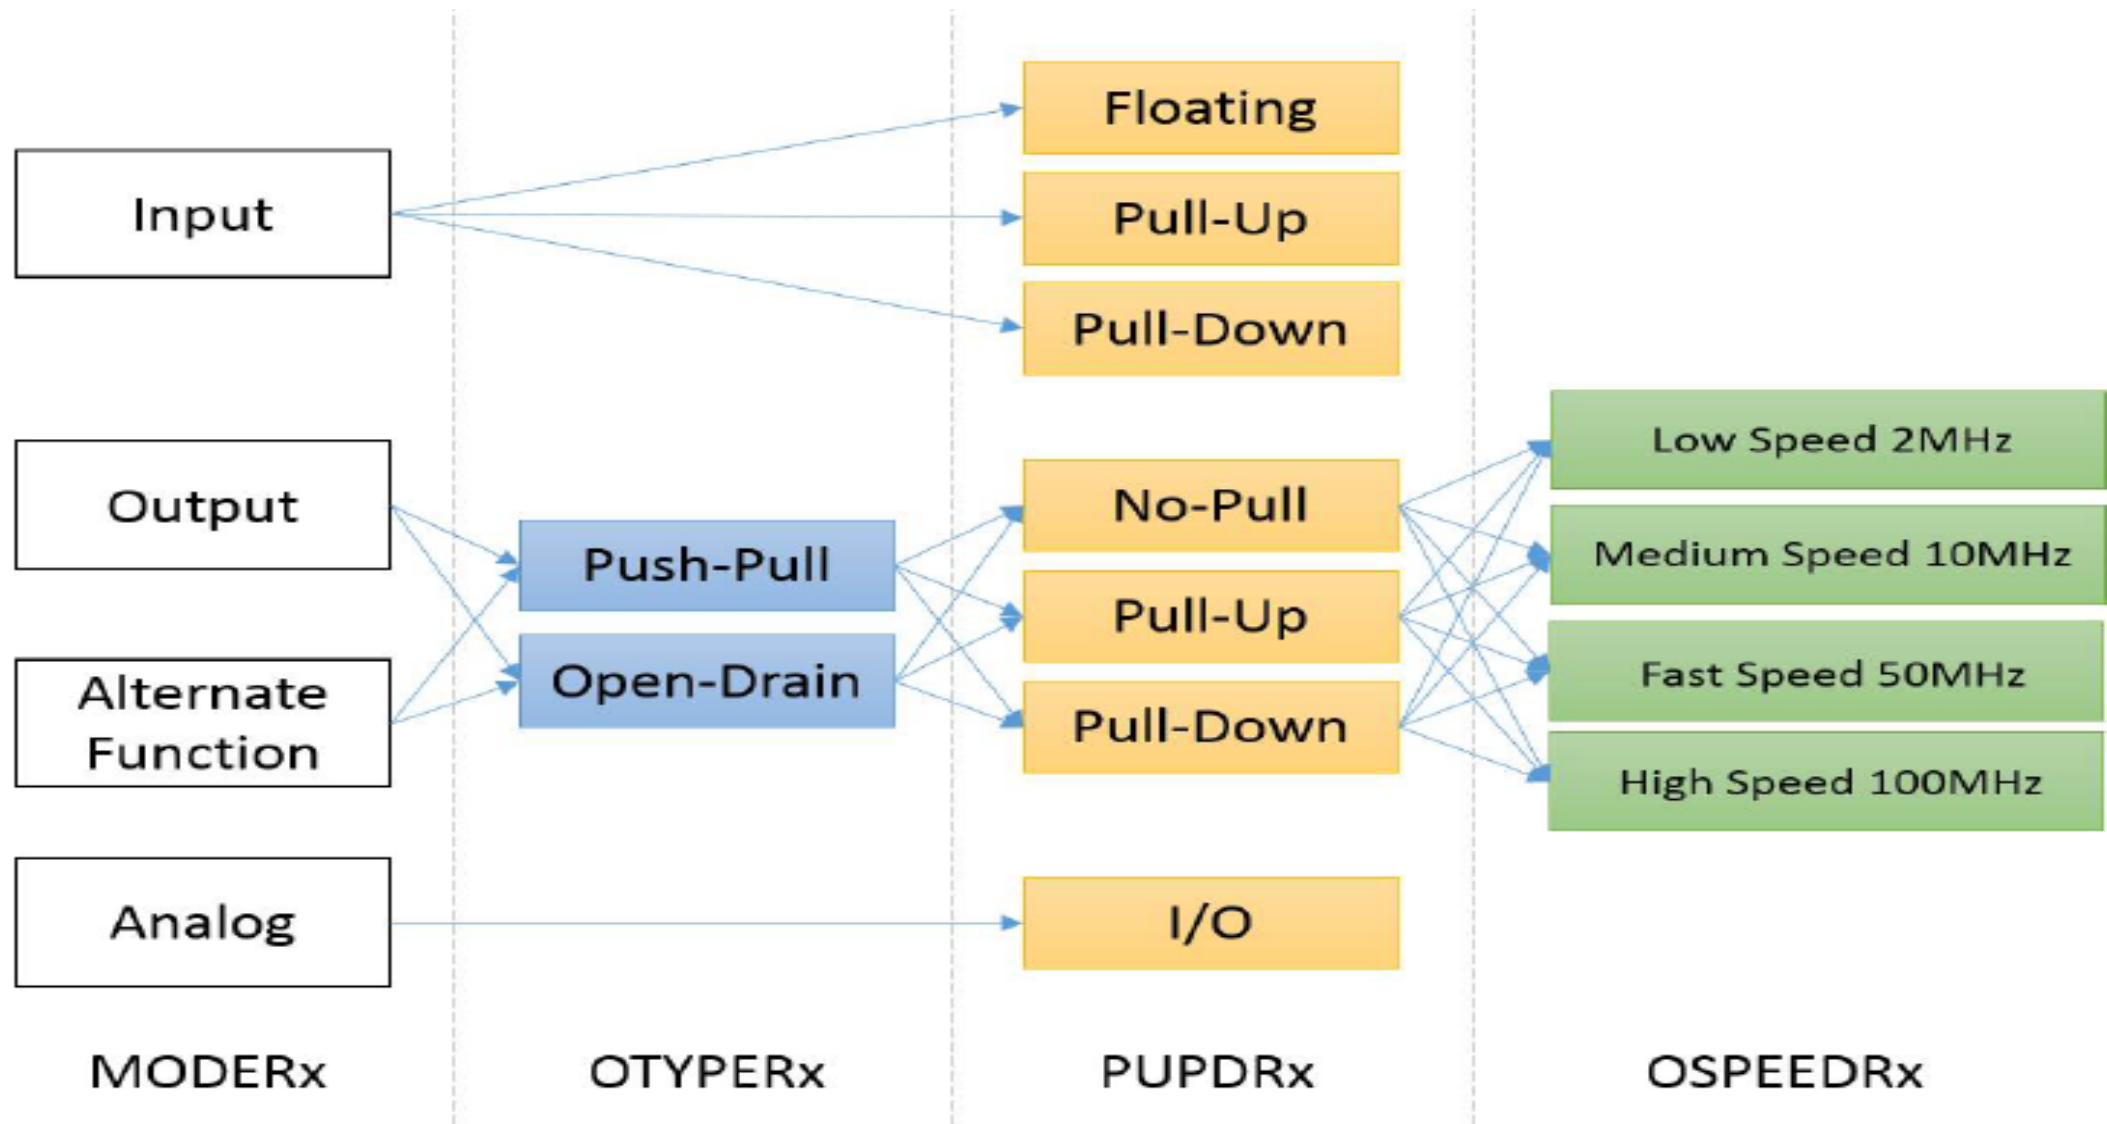 Input
Output
Alternate
Function
Analog
MODERx
Push-Pull
Open-Drain
OTYPERx
Floating
Pull-Up
Pull-Down
No-Pull
Pull-Up
Pull-Down
I/O
PUPDRx
Low Speed 2MHz
Medium Speed 10MHz
Fast Speed 50MHz
High Speed 100MHz
OSPEEDRx